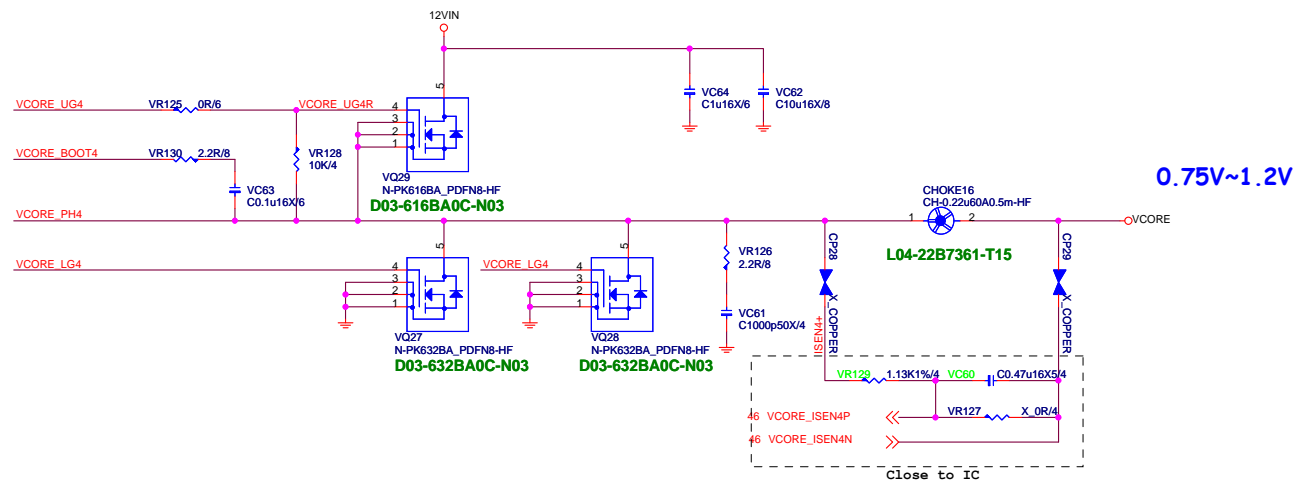 12VIN
VCORE_UG4 VR125 0R/6 VCORE_UG4R
5
4
3
2
1
VC64
C1u16X/6
VC62
C10u16X/8
VCORE_BOOT4 VR130 2.2R/8
VR128
10K/4
VC63
C0.1u16X/6
VQ29
N-PK616BA_PDFN8-HF
D03-616BA0C-N03
0.75V~1.2V
VCORE_PH4
CHOKE16
CH-0.22u60A0.5m-HF
1 2
VCORE
L04-22B7361-T15
VCORE_LG4
5
4
3
2
1
VQ27
N-PK632BA_PDFN8-HF
D03-632BA0C-N03
VCORE_LG4
5
4
3
2
1
VQ28
N-PK632BA_PDFN8-HF
D03-632BA0C-N03
VR126
2.2R/8
VC61
C1000p50X/4
CP28
X_COPPER
ISEN4+
CP29
X_COPPER
VR129 1.13K1%/4 VC60 C0.47u16X5/4
46 VCORE_ISEN4P VR127 X_0R/4
46 VCORE_ISEN4N
Close to IC